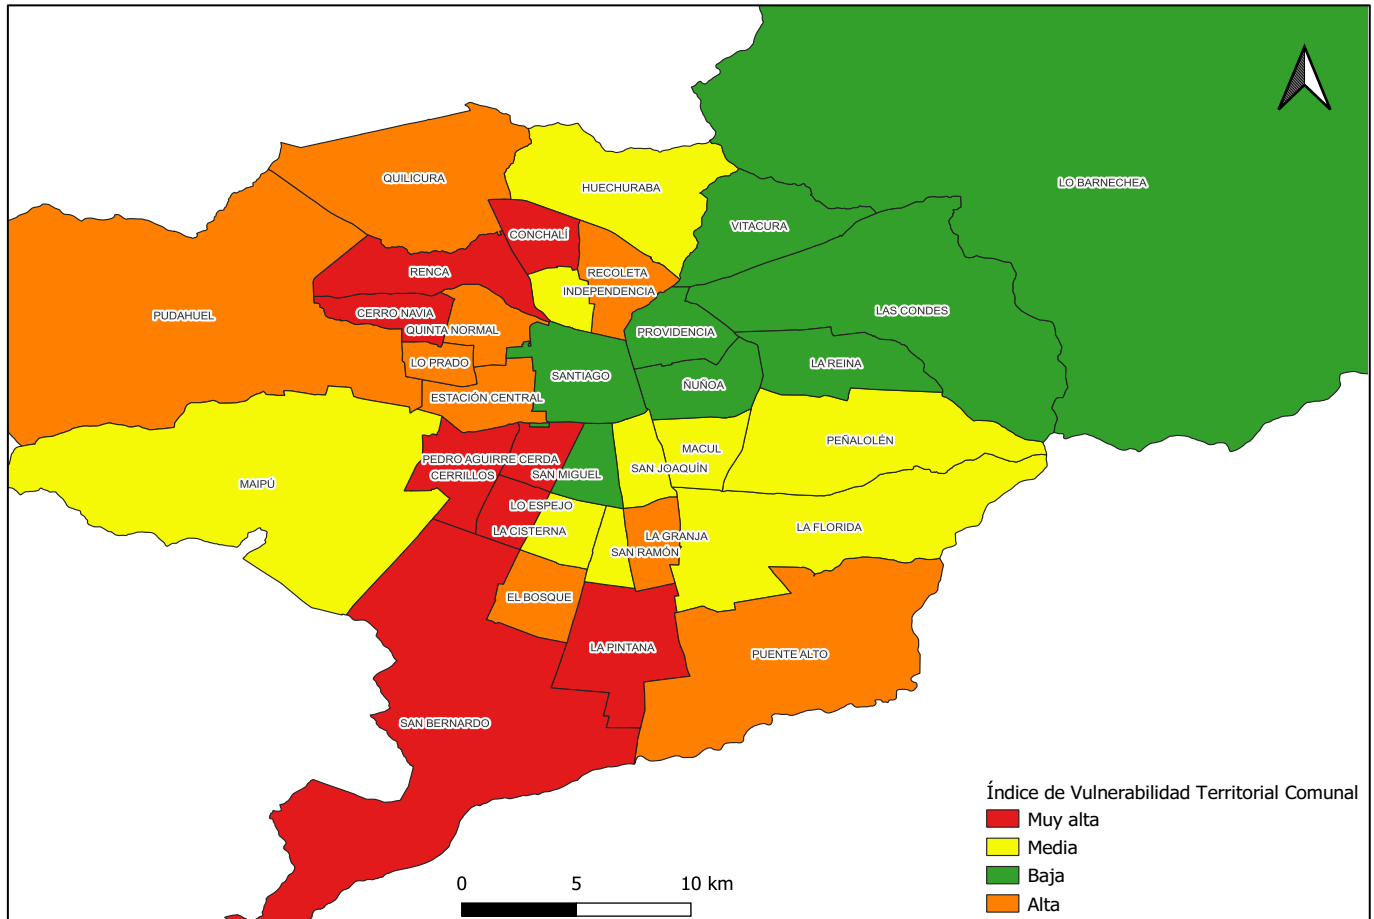 QUILICURA
LO BARNECHEA
HUECHURABA
VITACURA
CONCHALÍ
RENCA
RECOLETA
INDEPENDENCIA
LAS CONDES
CERRO NAVIA
PUDAHUEL
QUINTA NORMAL
PROVIDENCIA
LO PRADO
LA REINA
SANTIAGO
ÑUÑOA
ESTACIÓN CENTRAL
PEÑALOLÉN
MACUL
PEDRO AGUIRRE CERDA
SAN JOAQUÍN
CERRILLOS
SAN MIGUEL
MAIPÚ
LO ESPEJO
LA FLORIDA
LA CISTERNA
LA GRANJA
SAN RAMÓN
EL BOSQUE
LA PINTANA
PUENTE ALTO
SAN BERNARDO
Índice de Vulnerabilidad Territorial Comunal
Muy alta
Media
Baja
Alta
0 5 10 km